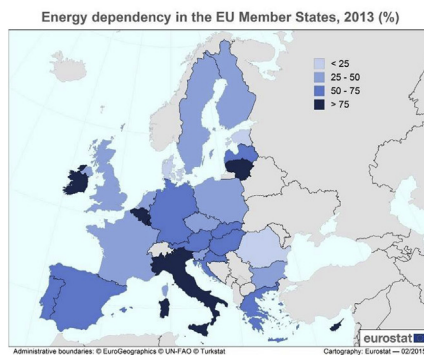 Energy dependency in the EU Member States, 2013 (%)
< 25
25 - 50
50 - 75
> 75
eurostat
Administrative boundaries: © EuroGeographics © UN-FAO © Turkstat
Cartography: Eurostat — 02/2015